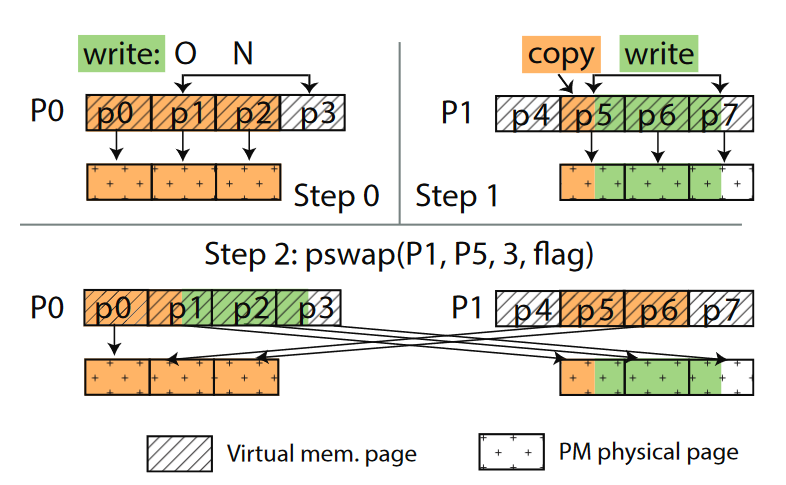 write: O N
P0 p0 p1 p2 p3
Step 0
copy write
P1 p4 p5 p6 p7
Step 1
Step 2: pswap(P1, P5, 3, flag)
P0 p0 p1 p2 p3
P1 p4 p5 p6 p7
Virtual mem. page
PM physical page